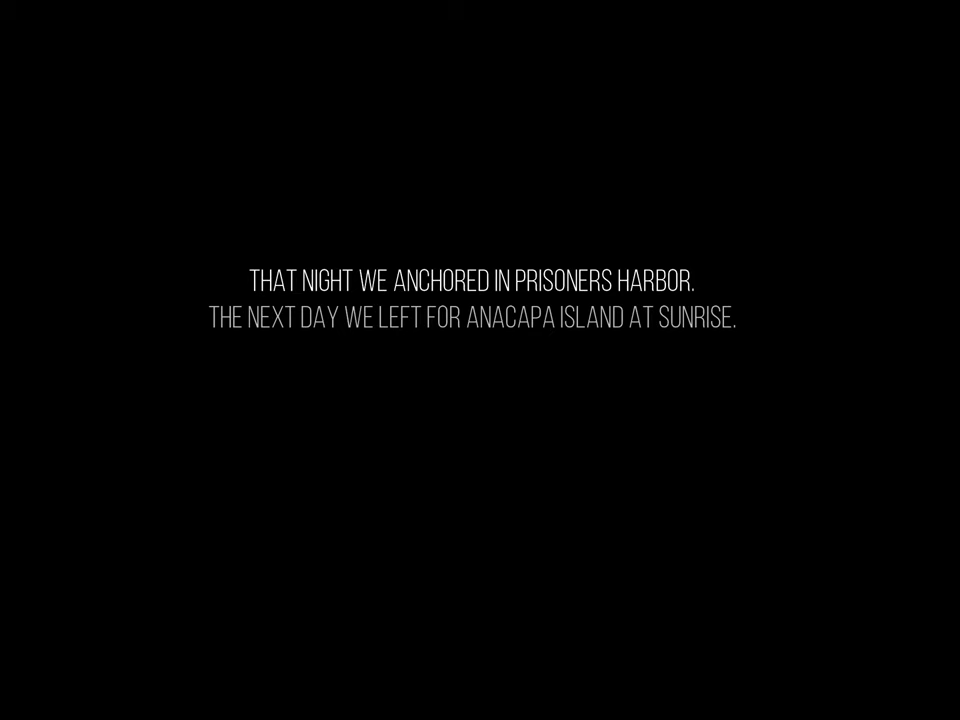 THAT NIGHT WE ANCHORED IN PRISONERS HARBOR.
THE NEXT DAY WE LEFT FOR ANACAPA ISLAND AT SUNRISE.